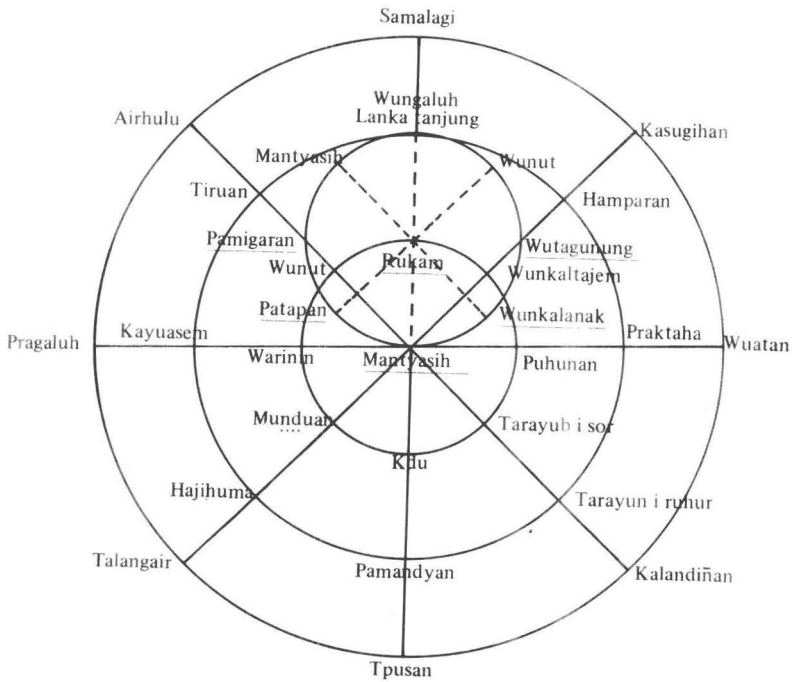 Samalagi
Wungaluh
Lanka tanjung
Airhulu
Kasugihan
Mantyasih
Wunut
Tiruan
Hamparan
Pamigaran
Wutagunung
Wunut
Rukam
Wunkaltajem
Patapan
Wunkalanak
Pragaluh
Kayuasem
Praktaha
Wuatan
Warinin
Mantyasih
Puhunan
Munduan
Tarayub i sor
Kdu
Hajihuma
Tarayun i ruhur
Talangair
Pamandyan
Kalandiñan
Tpusan